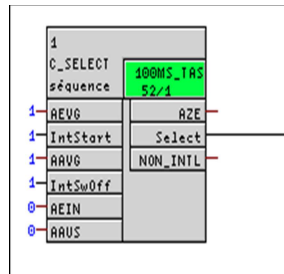 1
C_SELECT
séquence
100MS_TAS
52/1
1 AEVG AZE
1 IntStart Select
1 AAVG NON_INTL
1 IntSwOff
0 AEIN
0 AAUS